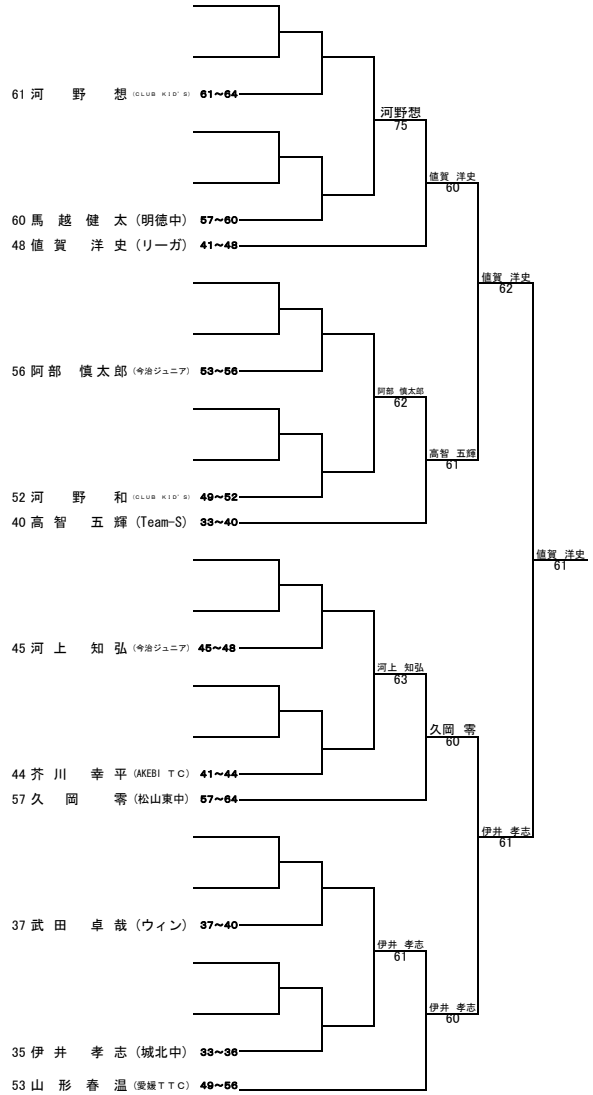 61 河 野 想 (CLUB KID'S) 61~64
河野想
75
値賀 洋史
60
60 馬 越 健 太 (明徳中) 57~60
48 値 賀 洋 史 (リーガ) 41~48
値賀 洋史
62
56 阿 部 慎 太 郎 (今治ジュニア) 53~56
阿部 慎太郎
62
高智 五輝
61
52 河 野 和 (CLUB KID'S) 49~52
40 高 智 五 輝 (Team-S) 33~40
値賀 洋史
61
45 河 上 知 弘 (今治ジュニア) 45~48
河上 知弘
63
久岡 零
60
44 芥 川 幸 平 (AKEBI TC) 41~44
57 久 岡 零 (松山東中) 57~64
伊井 孝志
61
37 武 田 卓 哉 (ウィン) 37~40
伊井 孝志
61
伊井 孝志
60
35 伊 井 孝 志 (城北中) 33~36
53 山 形 春 温 (愛媛TTC) 49~56